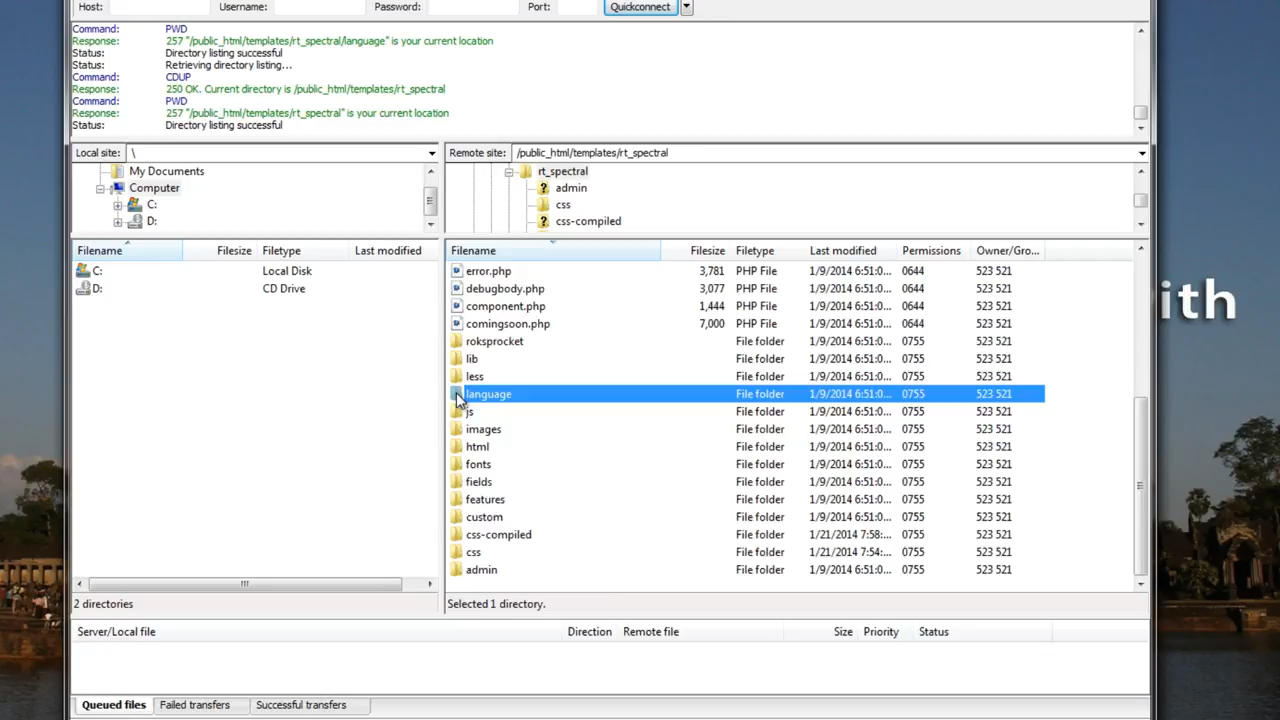 Host: Username: Password: Port: Quickconnect
Command: PWD
Response: 257 "/public_html/templates/rt_spectral/language" is your current location
Status: Directory listing successful
Status: Retrieving directory listing...
Command: CDUP
Response: 250 OK. Current directory is /public_html/templates/rt_spectral
Command: PWD
Response: 257 "/public_html/templates/rt_spectral" is your current location
Status: Directory listing successful
Local site: \
My Documents
Computer
C:
D:
Remote site: /public_html/templates/rt_spectral
rt_spectral
admin
css
css-compiled
Filename Filesize Filetype Last modified
C: Local Disk
D: CD Drive
2 directories
Filename Filesize Filetype Last modified Permissions Owner/Gro...
error.php 3,781 PHP File 1/9/2014 6:51:0... 0644 523 521
debugbody.php 3,077 PHP File 1/9/2014 6:51:0... 0644 523 521
component.php 1,444 PHP File 1/9/2014 6:51:0... 0644 523 521
comingsoon.php 7,000 PHP File 1/9/2014 6:51:0... 0644 523 521
roksprocket File folder 1/9/2014 6:51:0... 0755 523 521
lib File folder 1/9/2014 6:51:0... 0755 523 521
less File folder 1/9/2014 6:51:0... 0755 523 521
language File folder 1/9/2014 6:51:0... 0755 523 521
js File folder 1/9/2014 6:51:0... 0755 523 521
images File folder 1/9/2014 6:51:0... 0755 523 521
html File folder 1/9/2014 6:51:0... 0755 523 521
fonts File folder 1/9/2014 6:51:0... 0755 523 521
fields File folder 1/9/2014 6:51:0... 0755 523 521
features File folder 1/9/2014 6:51:0... 0755 523 521
custom File folder 1/9/2014 6:51:0... 0755 523 521
css-compiled File folder 1/21/2014 7:58:... 0755 523 521
css File folder 1/21/2014 7:54:... 0755 523 521
admin File folder 1/9/2014 6:51:0... 0755 523 521
Selected 1 directory.
ith
Server/Local file Direction Remote file Size Priority Status
Queued files Failed transfers Successful transfers